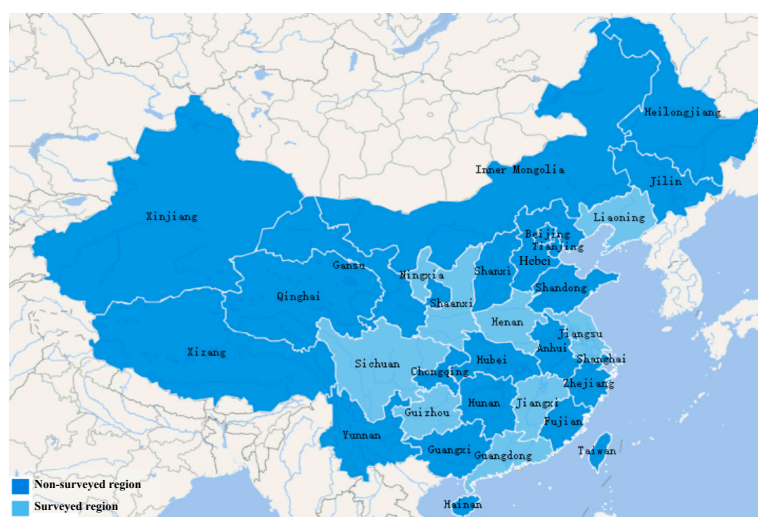 Heilongjiang
Inner Mongolia
Jilin
Xinjiang
Liaoning
Beijing
Tianjing
Hebei
Gansu
Ningxia
Shanxi
Shandong
Qinghai
Shaanxi
Henan
Jiangsu
Xizang
Anhui
Sichuan
Hubei
Shanghai
Chongqing
Zhejiang
Guizhou
Hunan
Jiangxi
Fujian
Yunnan
Guangxi
Guangdong
Taiwan
Non-surveyed region
Surveyed region
Hainan